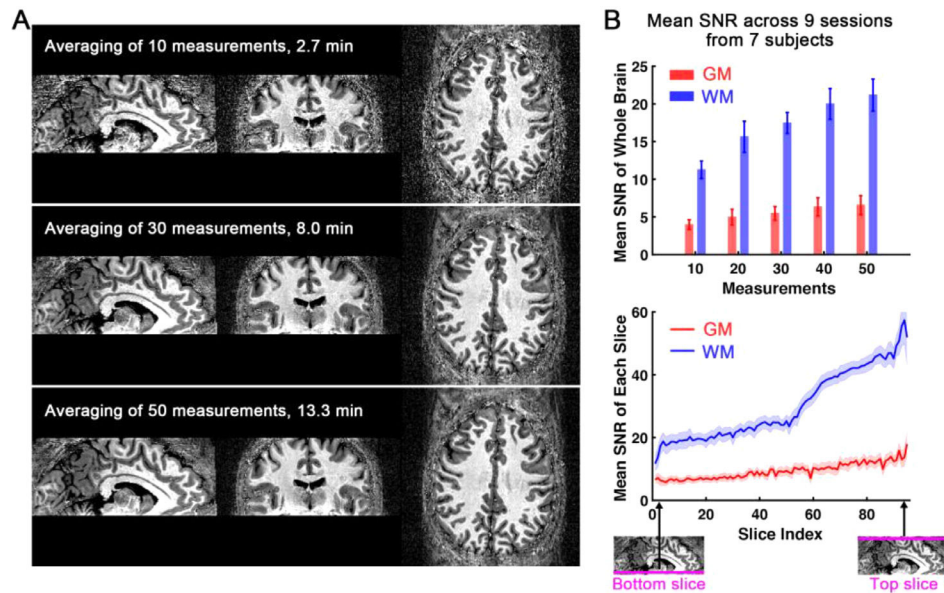 A
Averaging of 10 measurements, 2.7 min
Averaging of 30 measurements, 8.0 min
Averaging of 50 measurements, 13.3 min
B
Mean SNR across 9 sessions
from 7 subjects
Mean SNR of Whole Brain
25
20
15
10
5
0
GM
WM
10 20 30 40 50
Measurements
Mean SNR of Each Slice
60
40
20
0
GM
WM
20 40 60 80
Slice Index
Bottom slice
Top slice